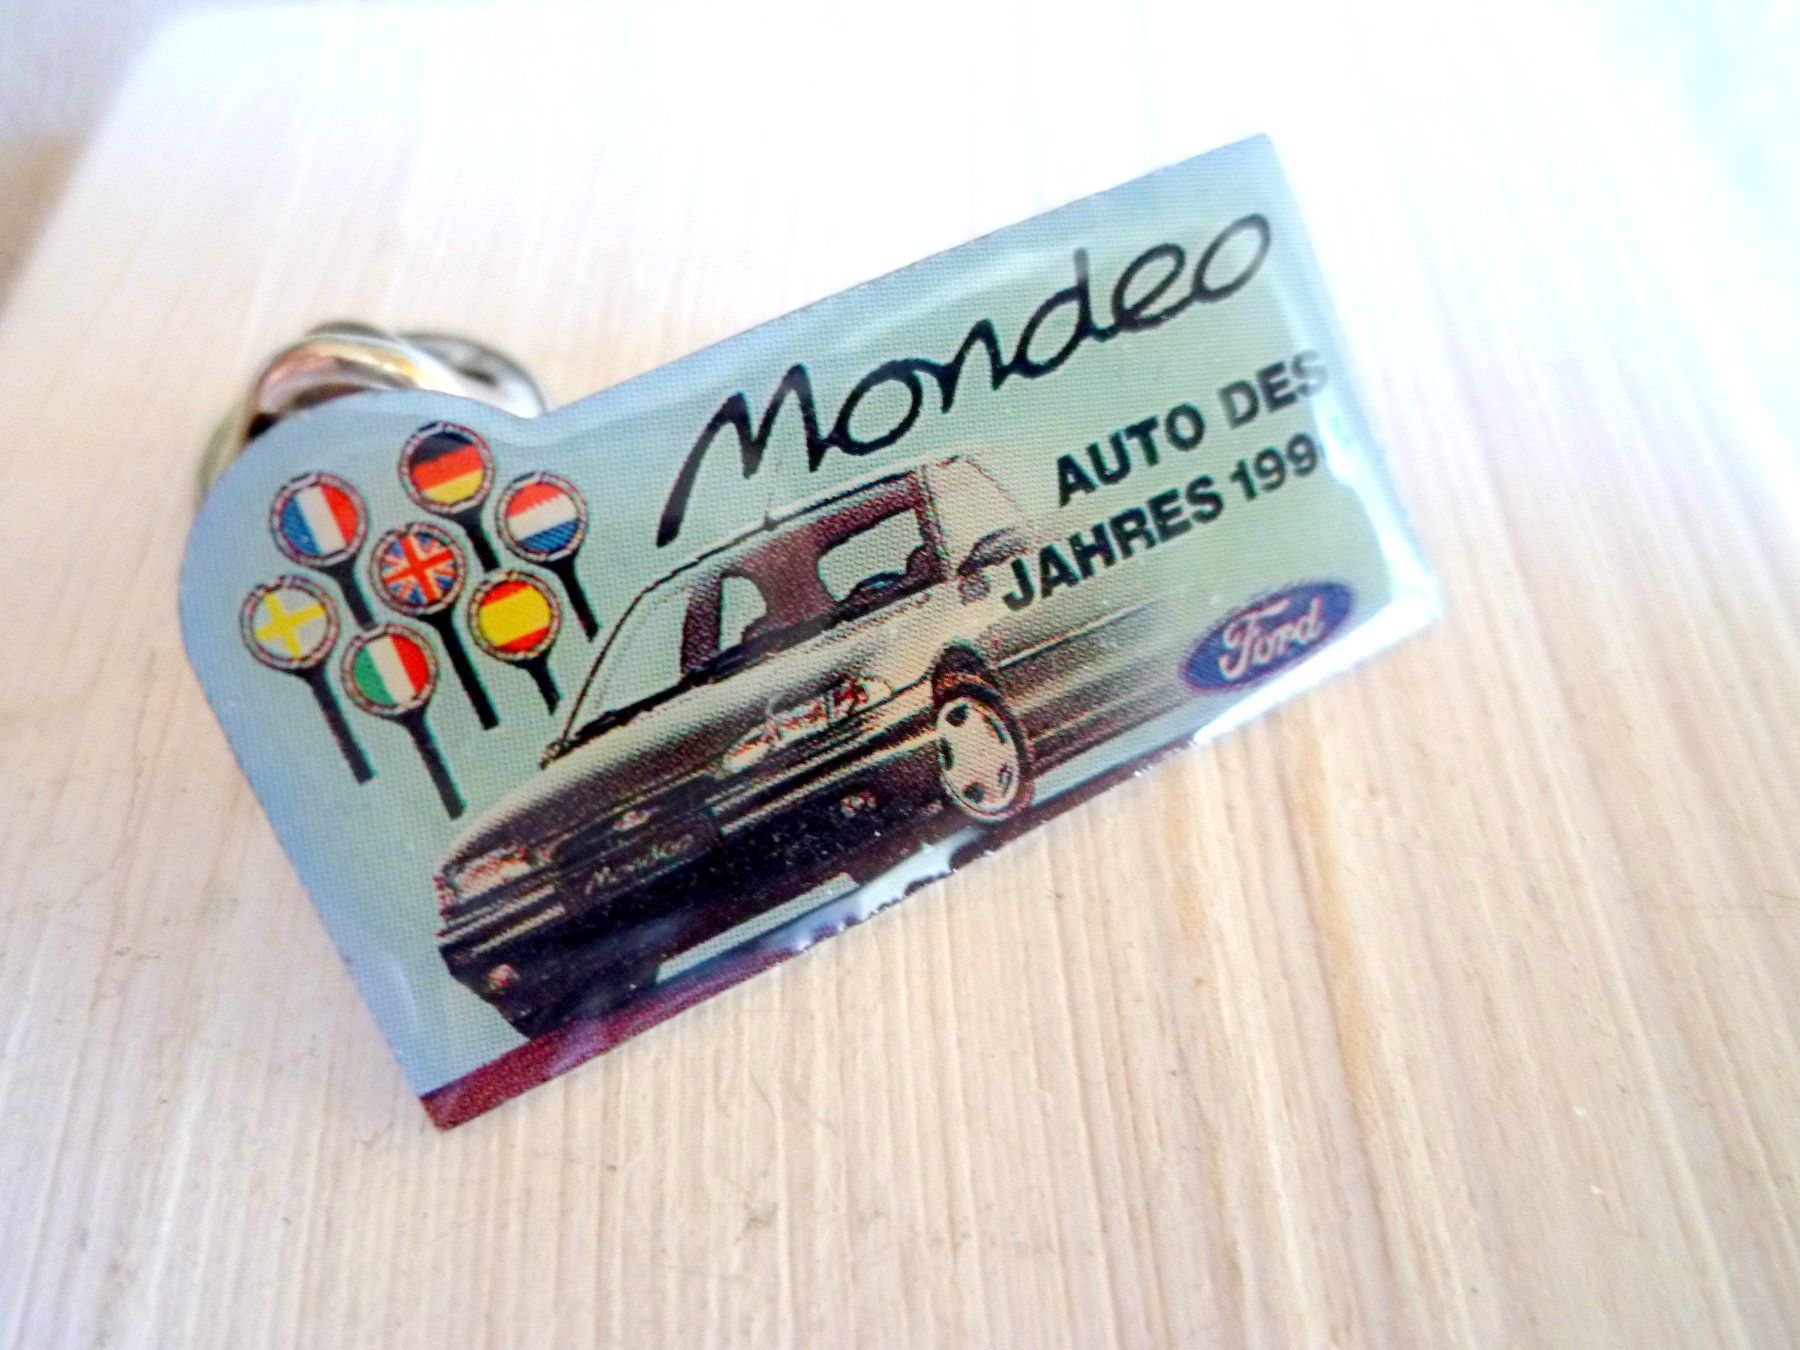 Mondeo
AUTO DES
JAHRES 199
Ford
Mondeo